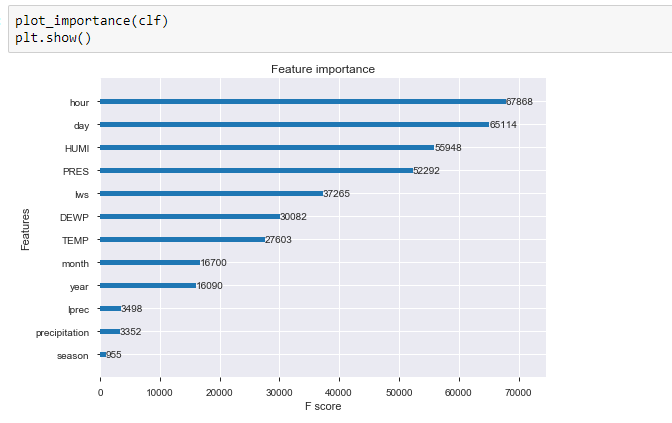 plot_importance(clf)
plt.show()
Feature importance
hour 67868
day 65114
HUMI 55948
PRES 52292
Iws 37265
DEWP 30082
TEMP 27603
month 16700
year 16090
Iprec 3498
precipitation 3352
season 955
Features
0 10000 20000 30000 40000 50000 60000 70000
F score